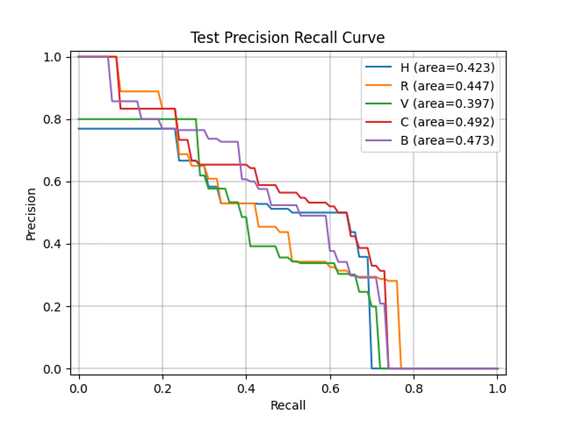 Test Precision Recall Curve
1.0
0.8
0.6
0.4
0.2
0.0
Precision
H (area=0.423)
R (area=0.447)
V (area=0.397)
C (area=0.492)
B (area=0.473)
0.0 0.2 0.4 0.6 0.8 1.0
Recall